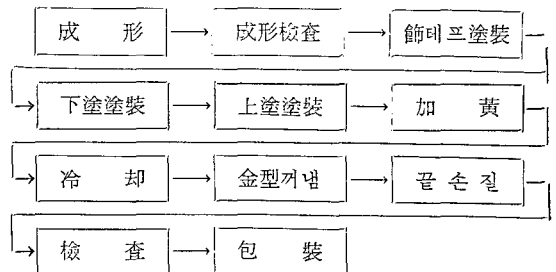 成形 → 成形檢査 → 飾테프塗裝
→ 下塗塗裝 → 上塗塗裝 → 加黃
→ 冷却 → 金型꺼냄 → 끝손질
→ 檢査 → 包裝